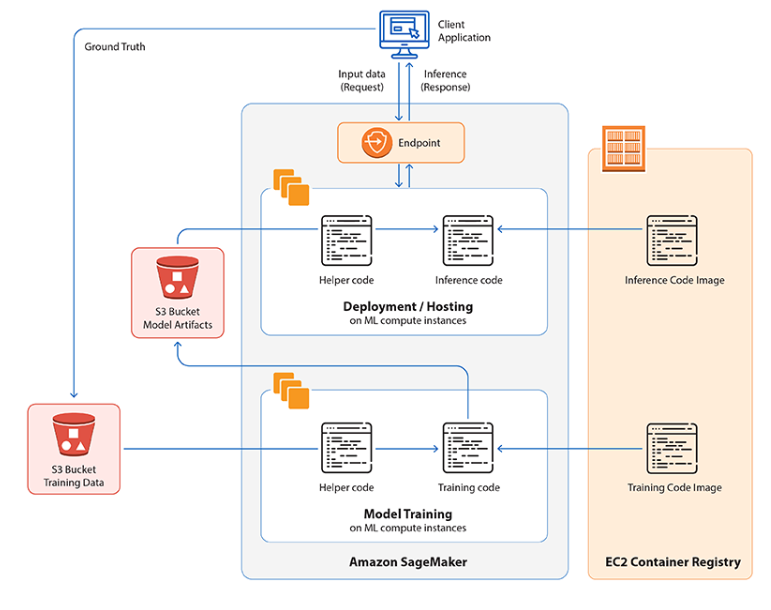 Client
Application
Ground Truth
Input data
(Request)
Inference
(Response)
Endpoint
Helper code
Inference code
Inference Code Image
Deployment / Hosting
on ML compute instances
S3 Bucket
Model Artifacts
S3 Bucket
Training Data
Helper code
Training code
Training Code Image
Model Training
on ML compute instances
Amazon SageMaker
EC2 Container Registry